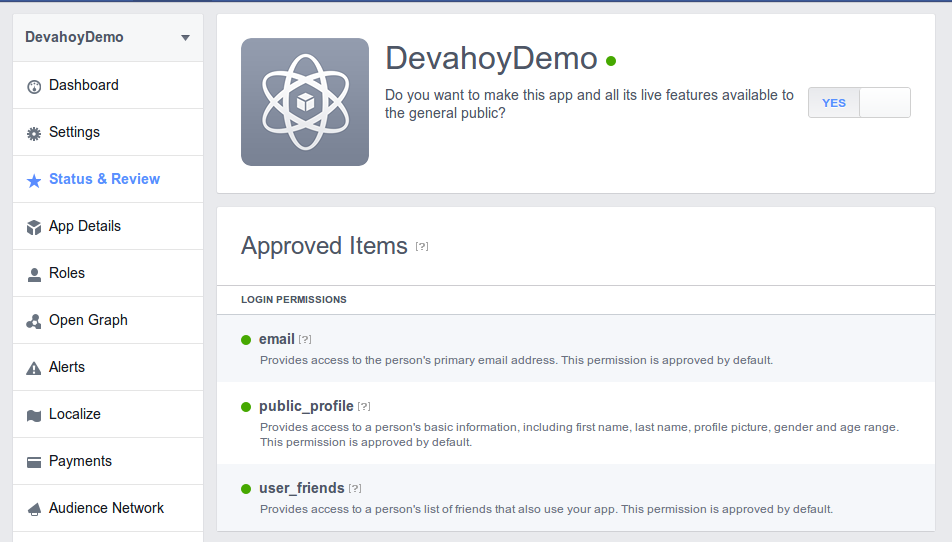 DevahoyDemo
Dashboard
Settings
Status & Review
App Details
Roles
Open Graph
Alerts
Localize
Payments
Audience Network
DevahoyDemo
Do you want to make this app and all its live features available to
the general public?
YES
Approved Items [?]
LOGIN PERMISSIONS
email [?]
Provides access to the person's primary email address. This permission is approved by default.
public_profile [?]
Provides access to a person's basic information, including first name, last name, profile picture, gender and age range.
This permission is approved by default.
user_friends [?]
Provides access to a person's list of friends that also use your app. This permission is approved by default.